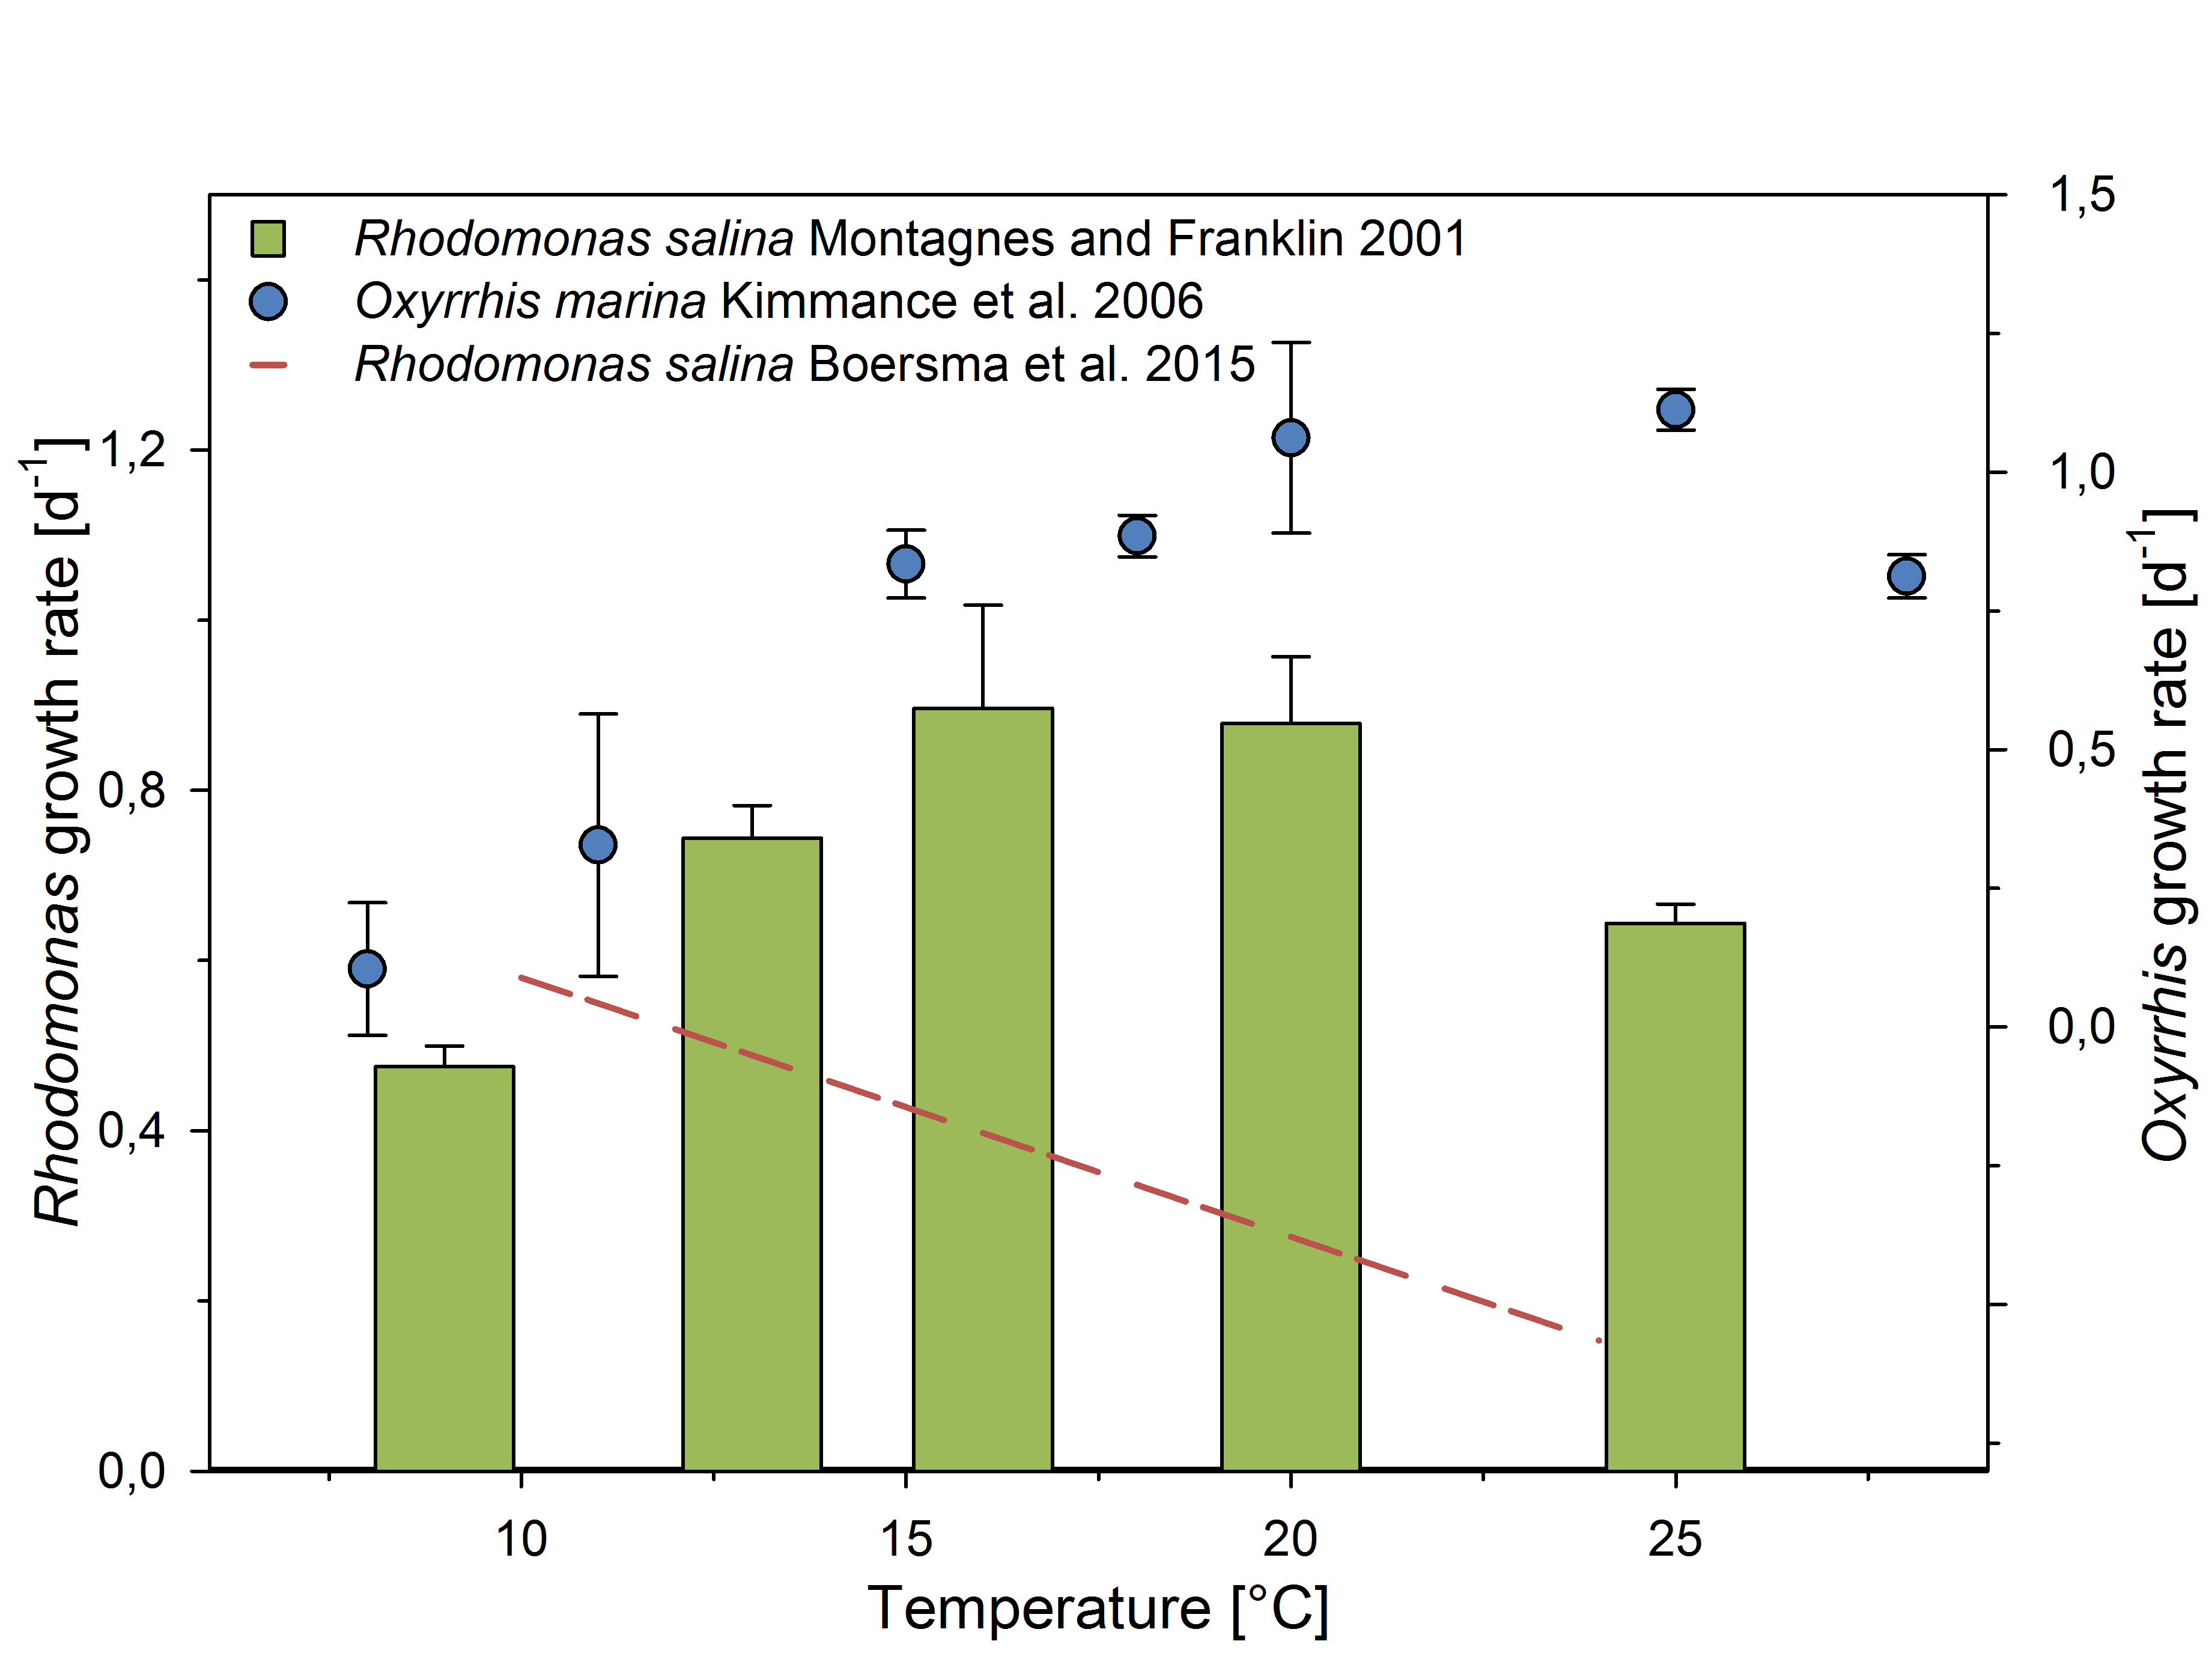 Rhodomonas salina Montagnes and Franklin 2001
Oxyrrhis marina Kimmance et al. 2006
Rhodomonas salina Boersma et al. 2015
Rhodomonas growth rate [d-1]
1,2
0,8
0,4
0,0
1,5
1,0
0,5
0,0
Oxyrrhis growth rate [d-1]
10 15 20 25
Temperature [°C]